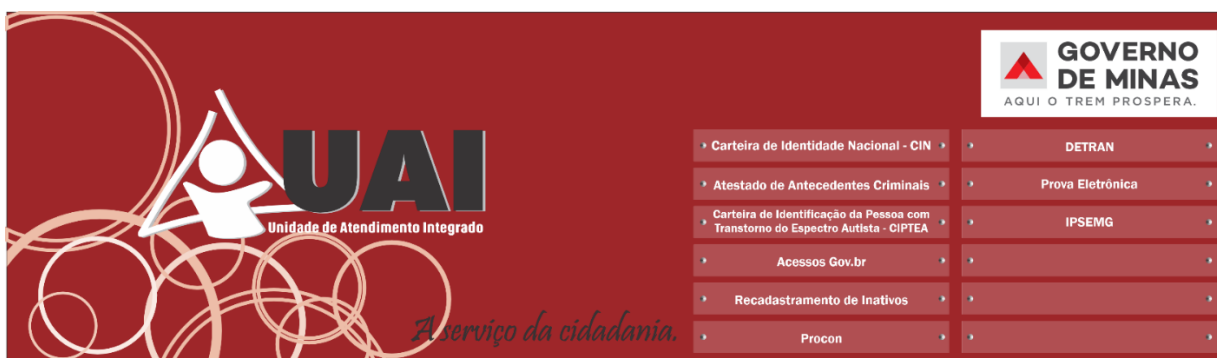 GOVERNO
DE MINAS
AQUI O TREM PROSPERA.
UAI
Unidade de Atendimento Integrado
A serviço da cidadania.
Carteira de Identidade Nacional - CIN
Atestado de Antecedentes Criminais
Carteira de Identificação da Pessoa com
Transtorno do Espectro Autista - CIPTEA
Acessos Gov.br
Recadastramento de Inativos
Procon
DETRAN
Prova Eletrônica
IPSEMG